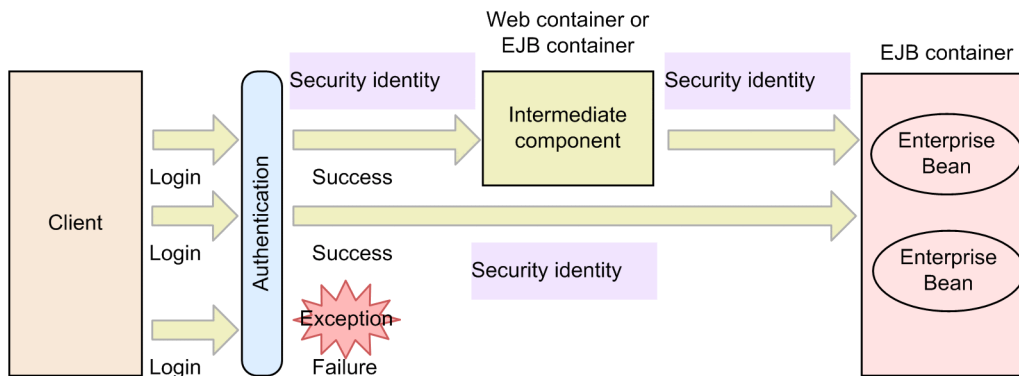 Web container or
EJB container
EJB container
Security identity
Security identity
Intermediate
component
Enterprise
Bean
Login
Success
Client
Authentication
Login
Success
Security identity
Enterprise
Bean
Exception
Login
Failure